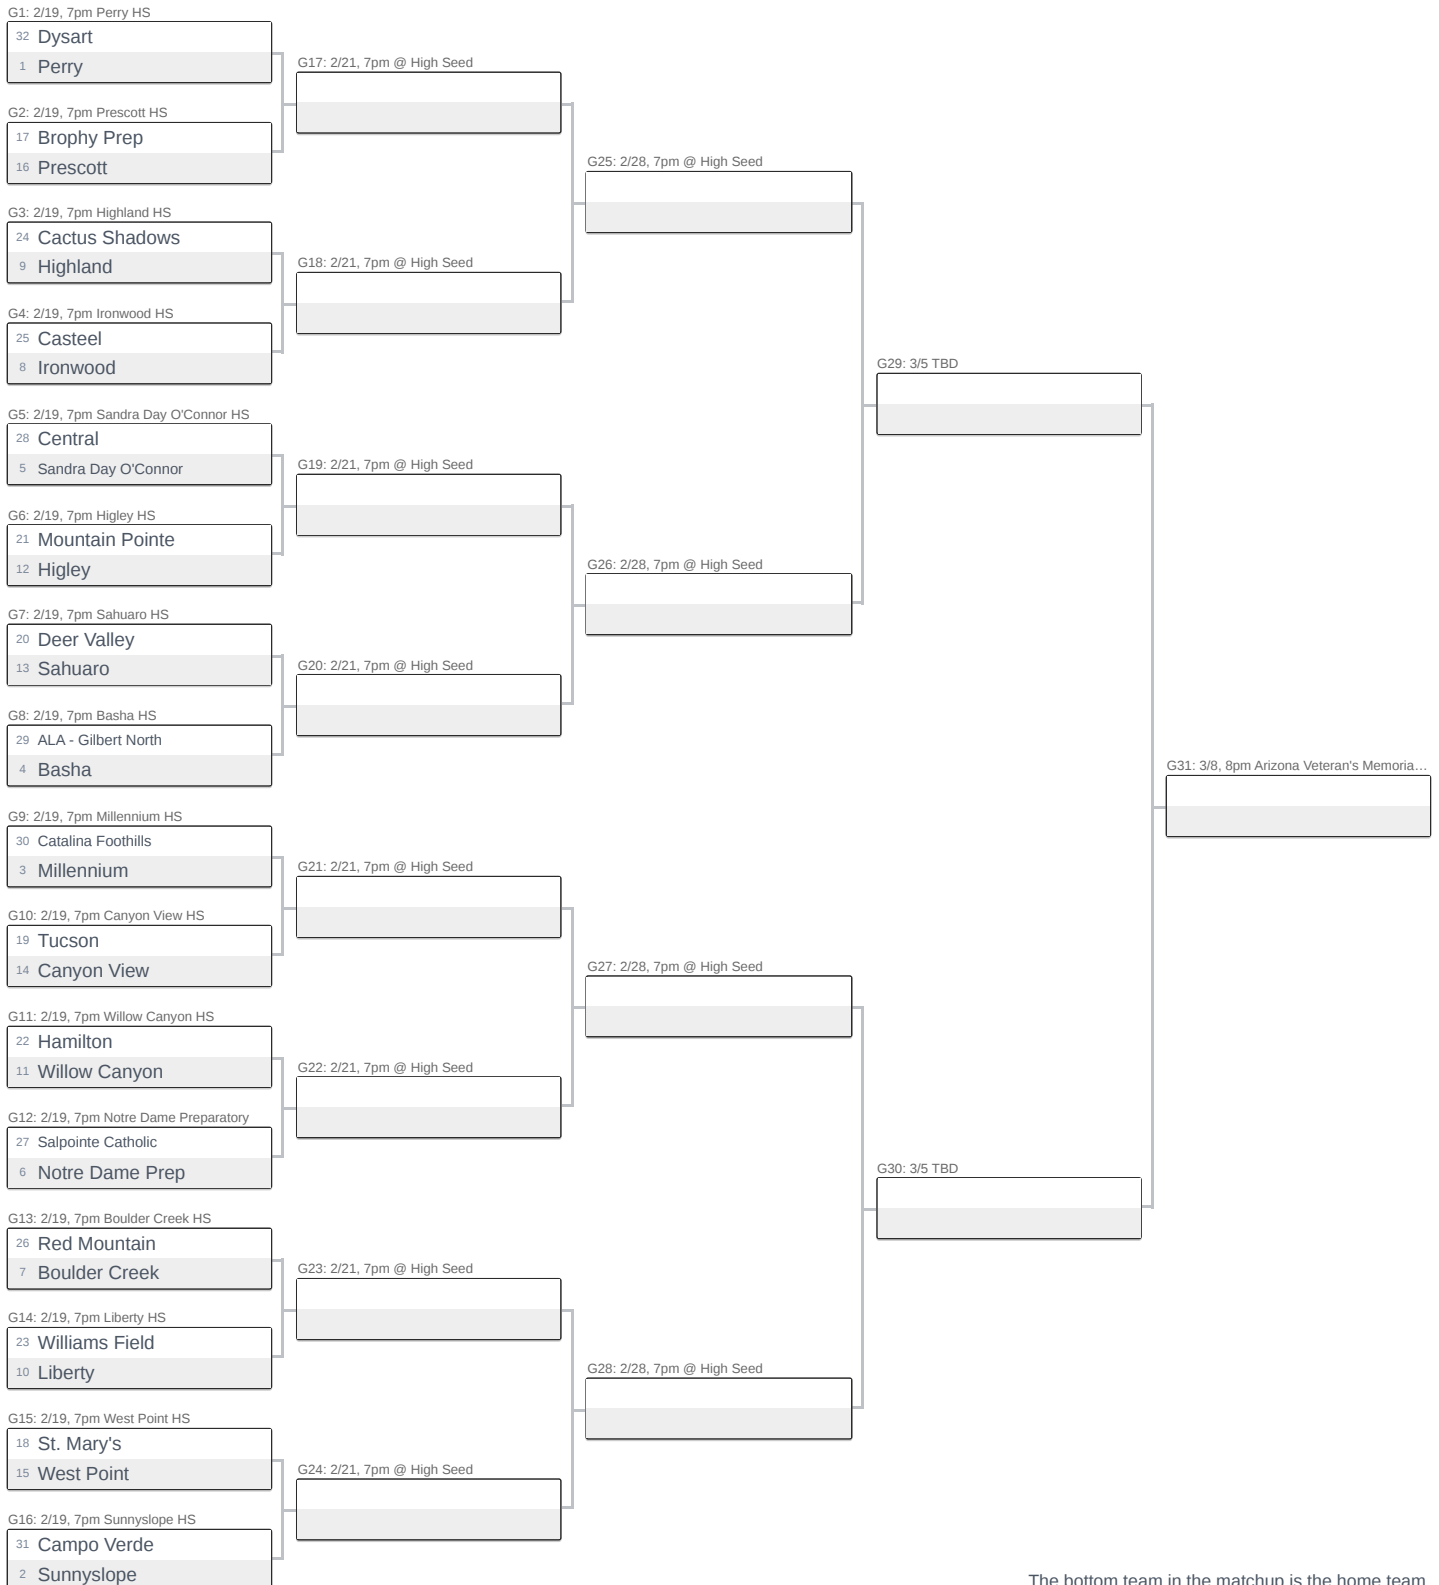 G1: 2/19, 7pm Perry HS
32 Dysart
1 Perry
G2: 2/19, 7pm Prescott HS
17 Brophy Prep
16 Prescott
G3: 2/19, 7pm Highland HS
24 Cactus Shadows
9 Highland
G4: 2/19, 7pm Ironwood HS
25 Casteel
8 Ironwood
G5: 2/19, 7pm Sandra Day O'Connor HS
28 Central
5 Sandra Day O'Connor
G6: 2/19, 7pm Higley HS
21 Mountain Pointe
12 Higley
G7: 2/19, 7pm Sahuaro HS
20 Deer Valley
13 Sahuaro
G8: 2/19, 7pm Basha HS
29 ALA - Gilbert North
4 Basha
G9: 2/19, 7pm Millennium HS
30 Catalina Foothills
3 Millennium
G10: 2/19, 7pm Canyon View HS
19 Tucson
14 Canyon View
G11: 2/19, 7pm Willow Canyon HS
22 Hamilton
11 Willow Canyon
G12: 2/19, 7pm Notre Dame Preparatory
27 Salpointe Catholic
6 Notre Dame Prep
G13: 2/19, 7pm Boulder Creek HS
26 Red Mountain
7 Boulder Creek
G14: 2/19, 7pm Liberty HS
23 Williams Field
10 Liberty
G15: 2/19, 7pm West Point HS
18 St. Mary's
15 West Point
G16: 2/19, 7pm Sunnyslope HS
31 Campo Verde
2 Sunnyslope
G17: 2/21, 7pm @ High Seed
G18: 2/21, 7pm @ High Seed
G19: 2/21, 7pm @ High Seed
G20: 2/21, 7pm @ High Seed
G21: 2/21, 7pm @ High Seed
G22: 2/21, 7pm @ High Seed
G23: 2/21, 7pm @ High Seed
G24: 2/21, 7pm @ High Seed
G25: 2/28, 7pm @ High Seed
G26: 2/28, 7pm @ High Seed
G27: 2/28, 7pm @ High Seed
G28: 2/28, 7pm @ High Seed
G29: 3/5 TBD
G30: 3/5 TBD
G31: 3/8, 8pm Arizona Veteran's Memoria…
The bottom team in the matchup is the home team